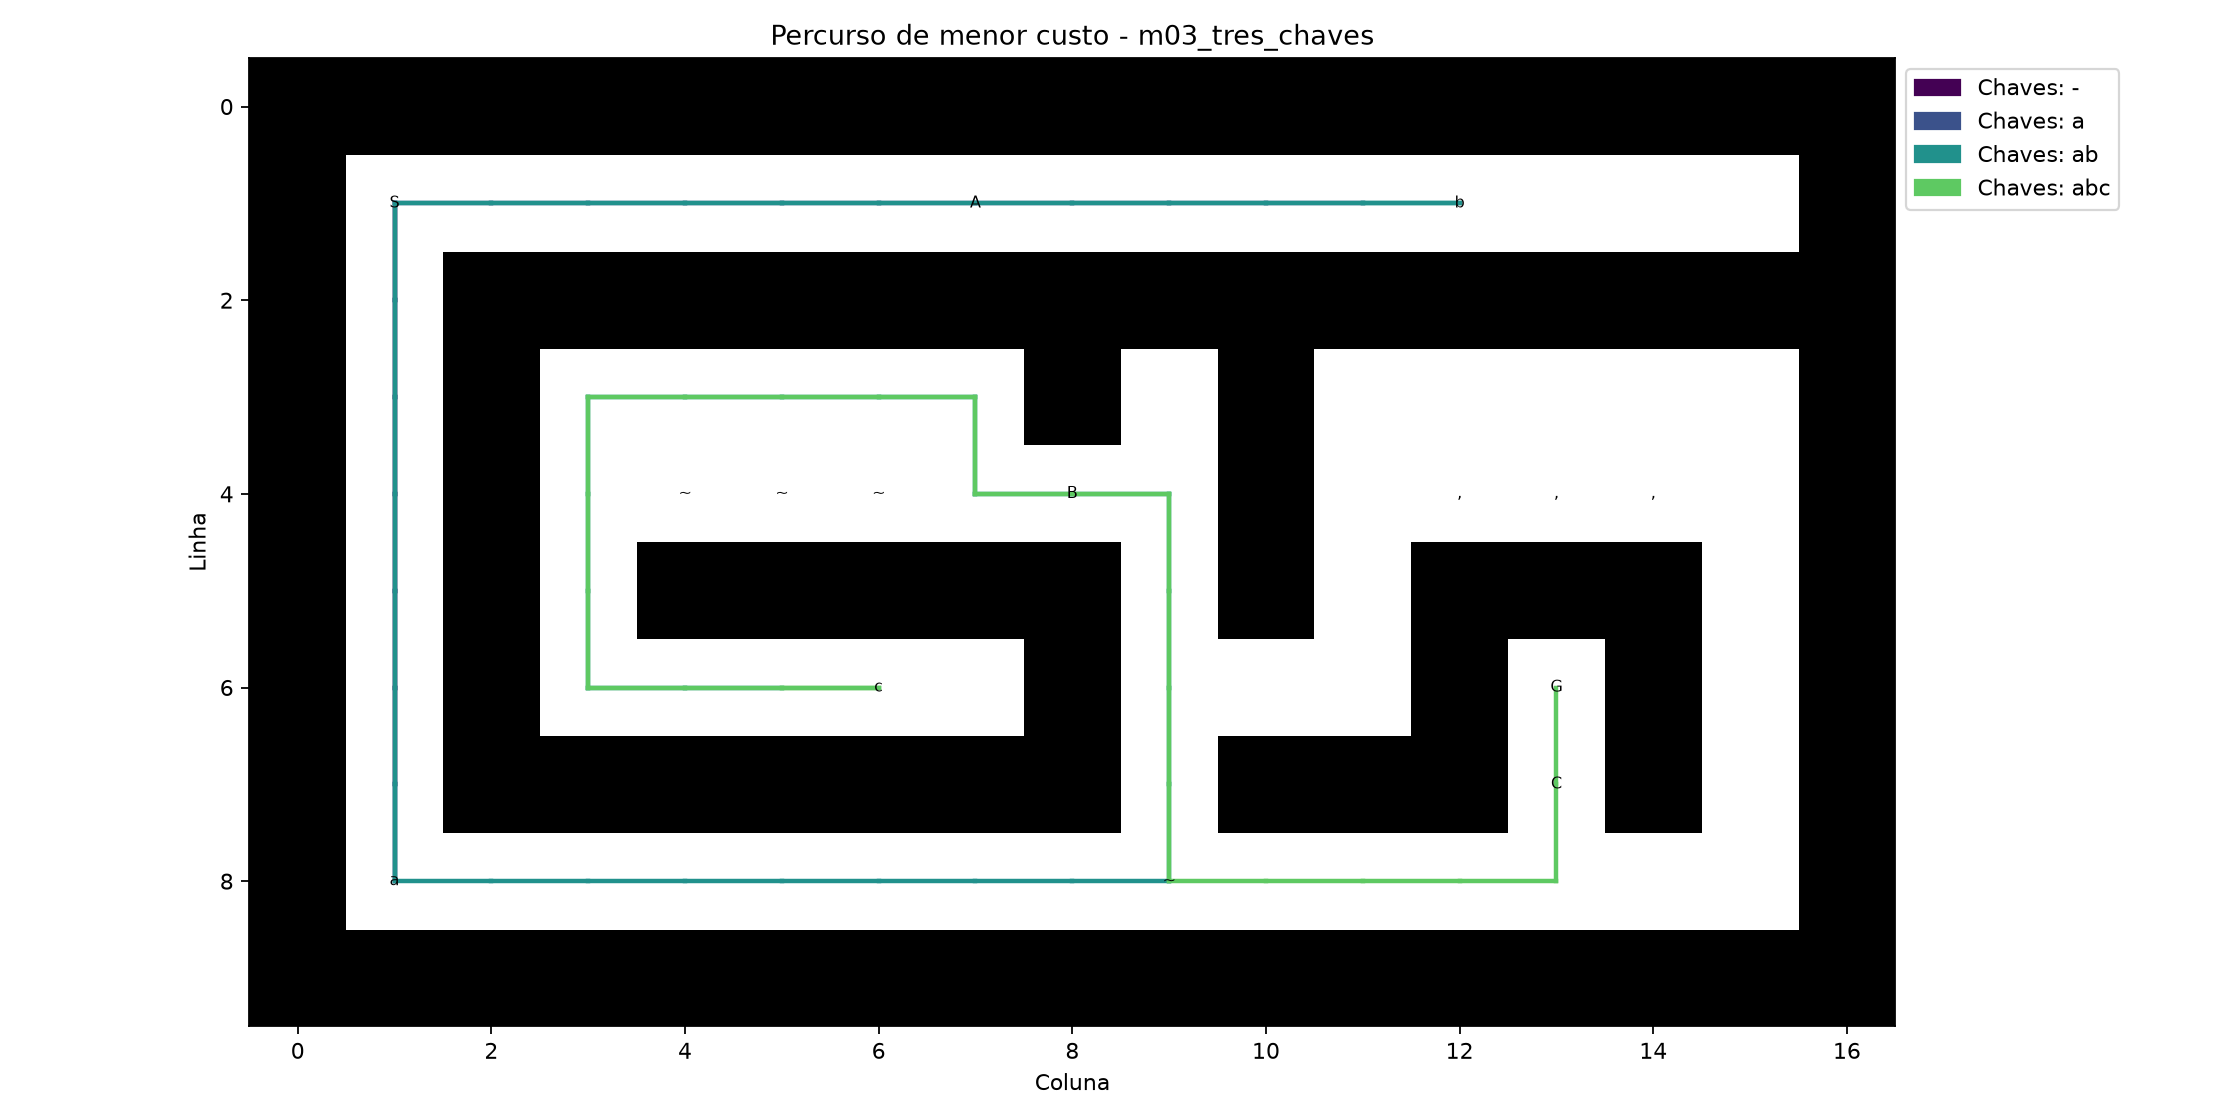 Percurso de menor custo - m03_tres_chaves
Chaves: -
Chaves: a
Chaves: ab
Chaves: abc
0
S A b
2
4
~ ~ ~ B , , ,
6
c G
C
8
a ~
Linha
0 2 4 6 8 10 12 14 16
Coluna